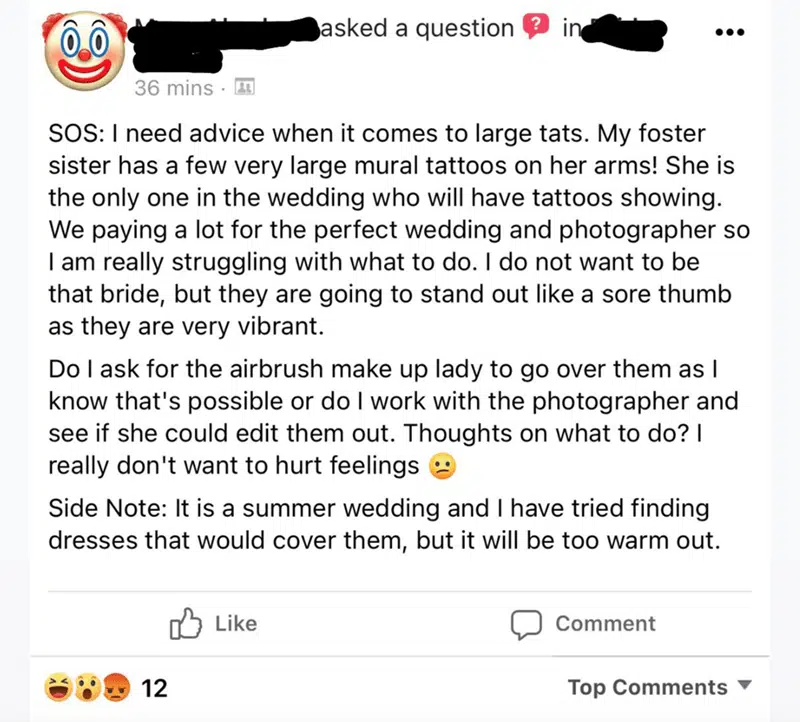 asked a question in
36 mins ·
SOS: I need advice when it comes to large tats. My foster
sister has a few very large mural tattoos on her arms! She is
the only one in the wedding who will have tattoos showing.
We paying a lot for the perfect wedding and photographer so
I am really struggling with what to do. I do not want to be
that bride, but they are going to stand out like a sore thumb
as they are very vibrant.
Do I ask for the airbrush make up lady to go over them as I
know that's possible or do I work with the photographer and
see if she could edit them out. Thoughts on what to do? I
really don't want to hurt feelings 😕
Side Note: It is a summer wedding and I have tried finding
dresses that would cover them, but it will be too warm out.
Like Comment
12 Top Comments